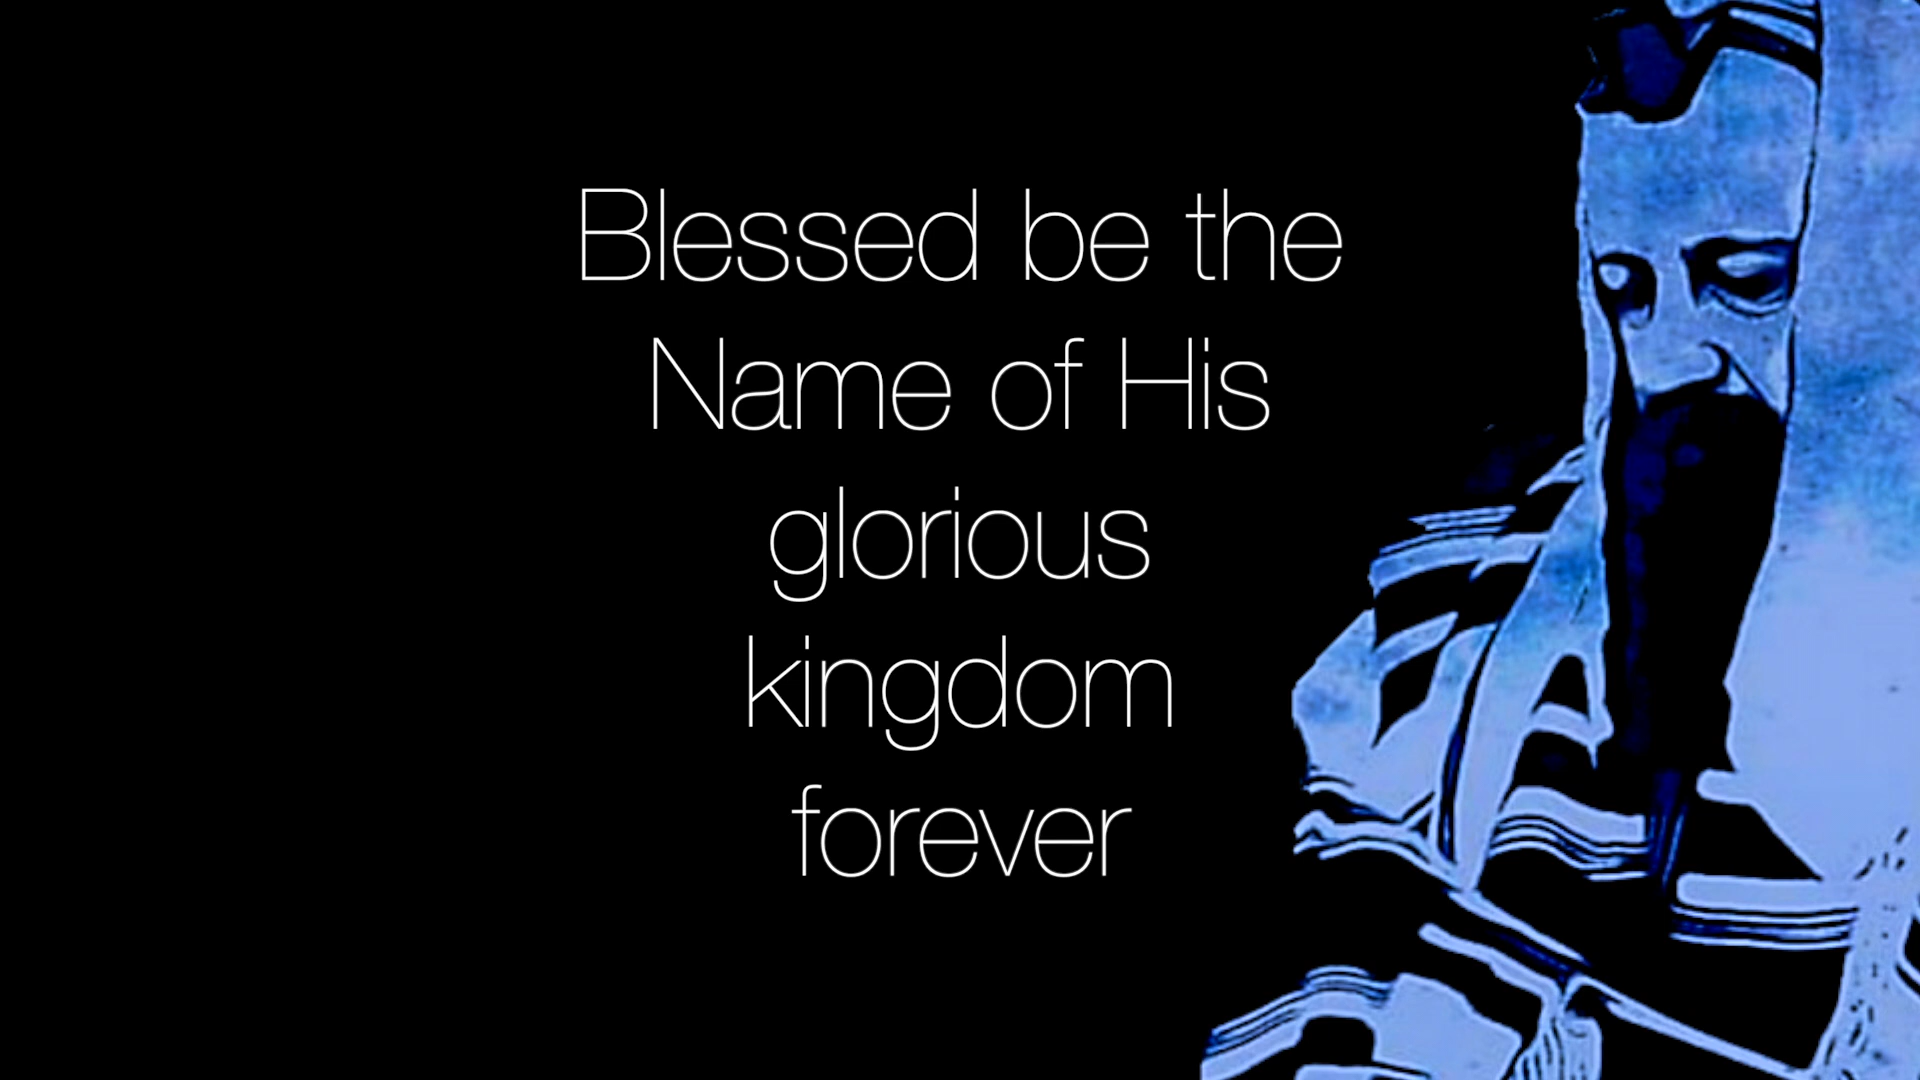 Blessed be the
Name of His
glorious
kingdom
forever